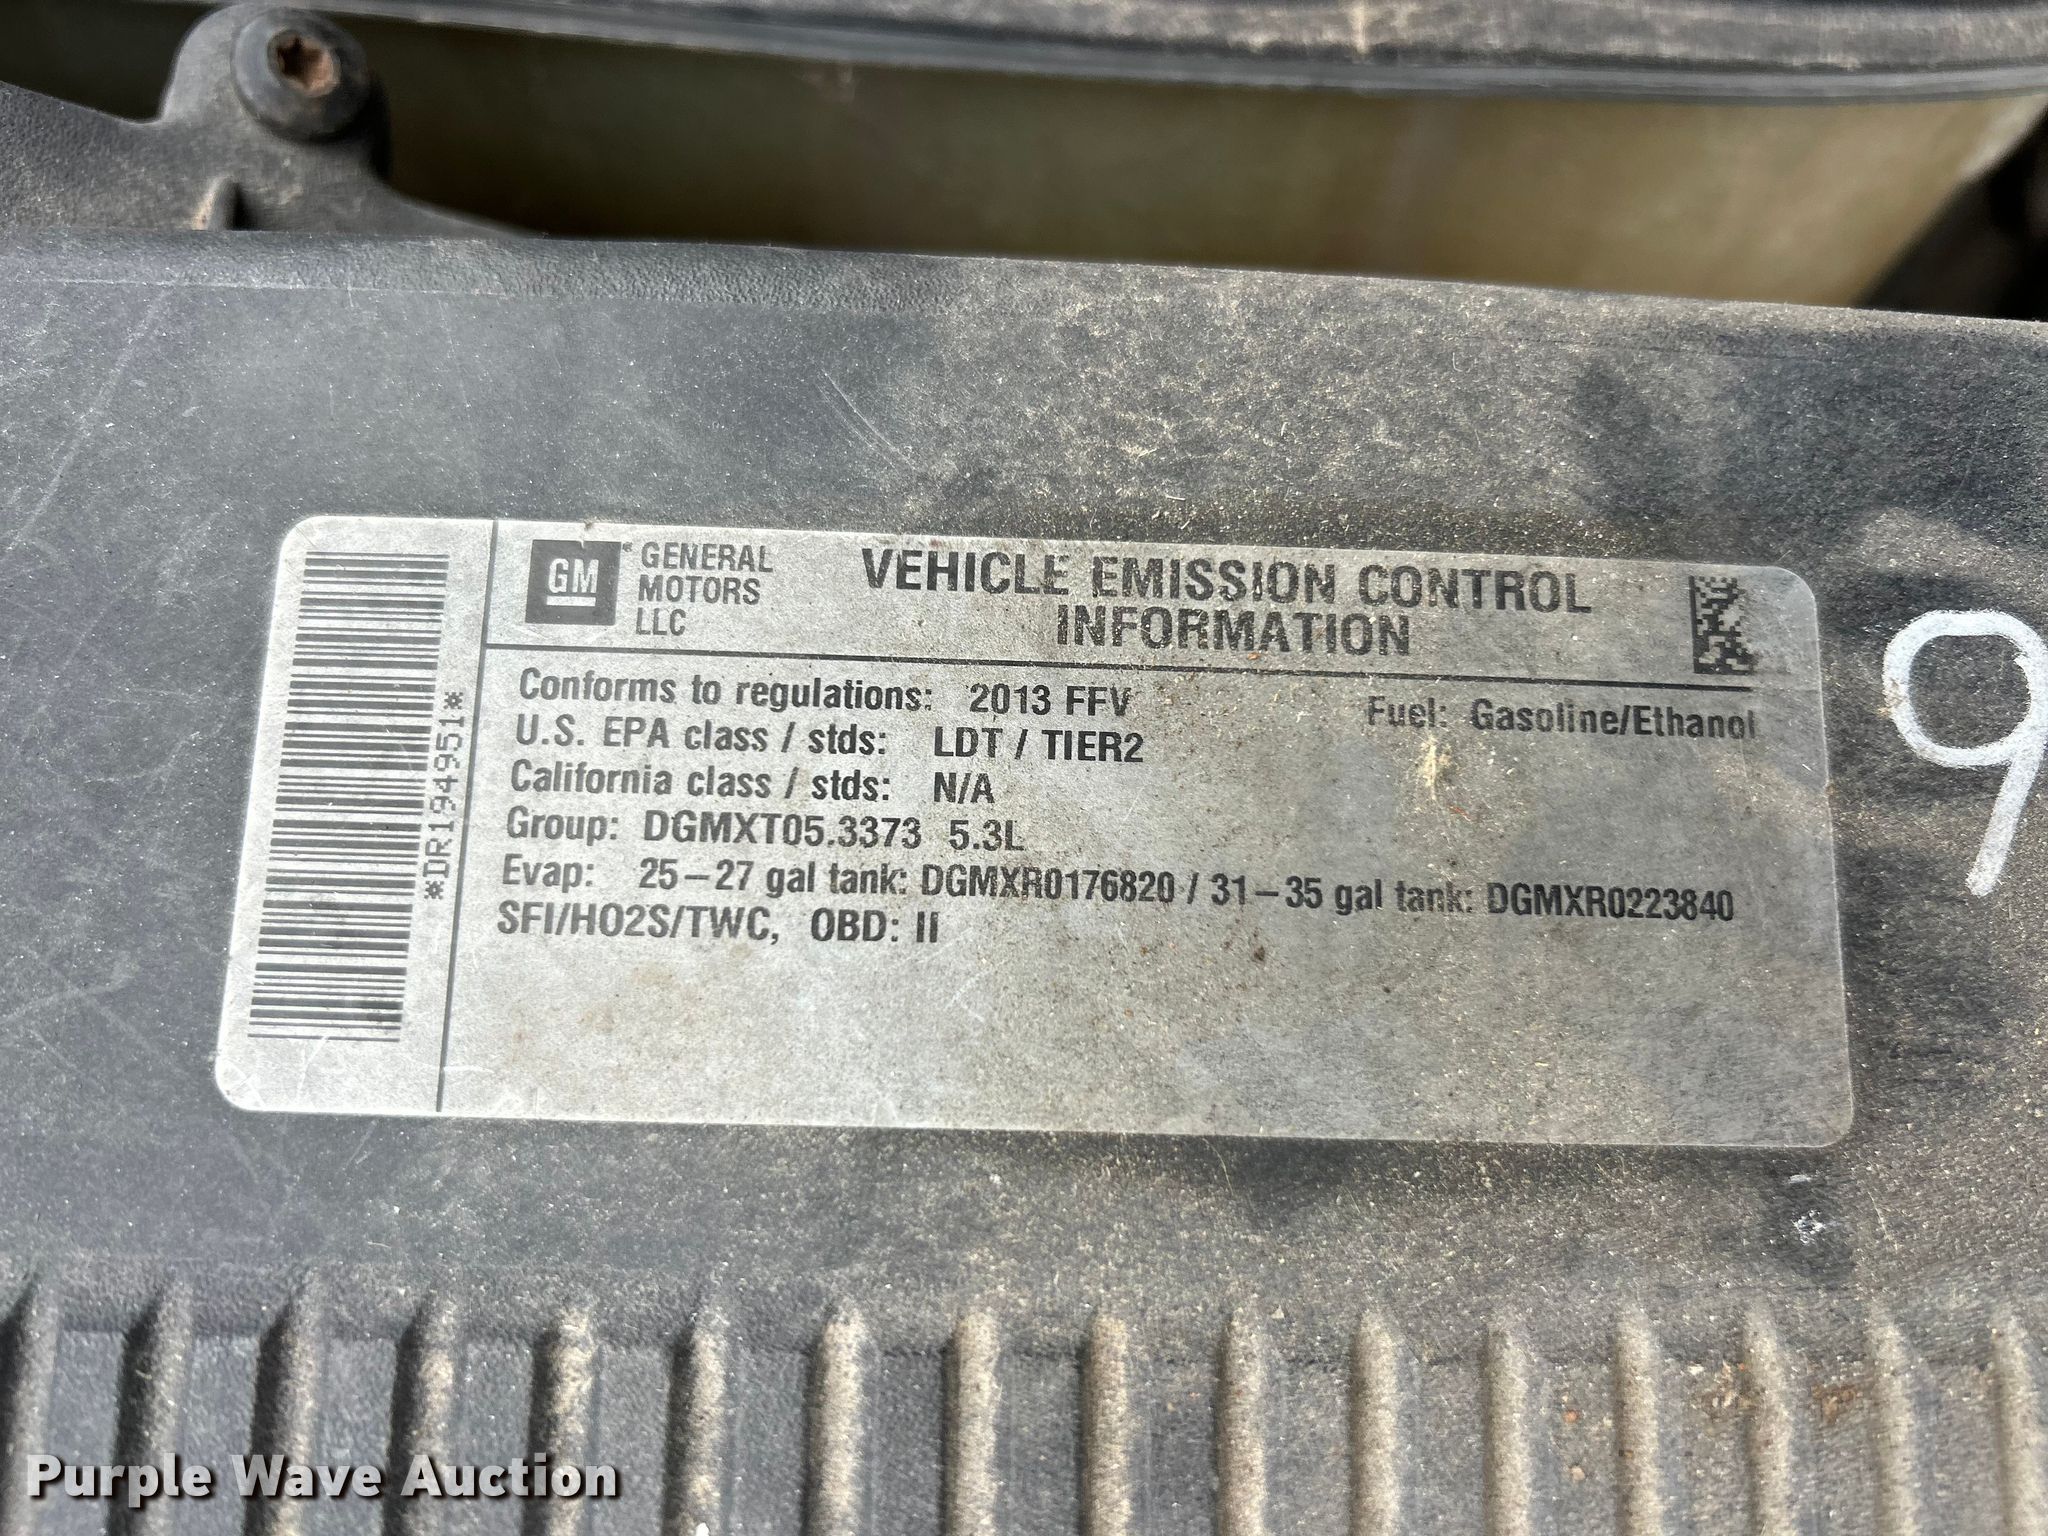 GM
GENERAL
MOTORS
LLC
VEHICLE EMISSION CONTROL
INFORMATION
Conforms to regulations: 2013 FFV
Fuel: Gasoline/Ethanol
U.S. EPA class / stds: LDT / TIER2
California class / stds: N/A
Group: DGMXT05.3373 5.3L
Evap: 25–27 gal tank: DGMXR0176820 / 31–35 gal tank: DGMXR0223840
SFI/HO2S/TWC, OBD: II
*DR194951*
9
Purple Wave Auction